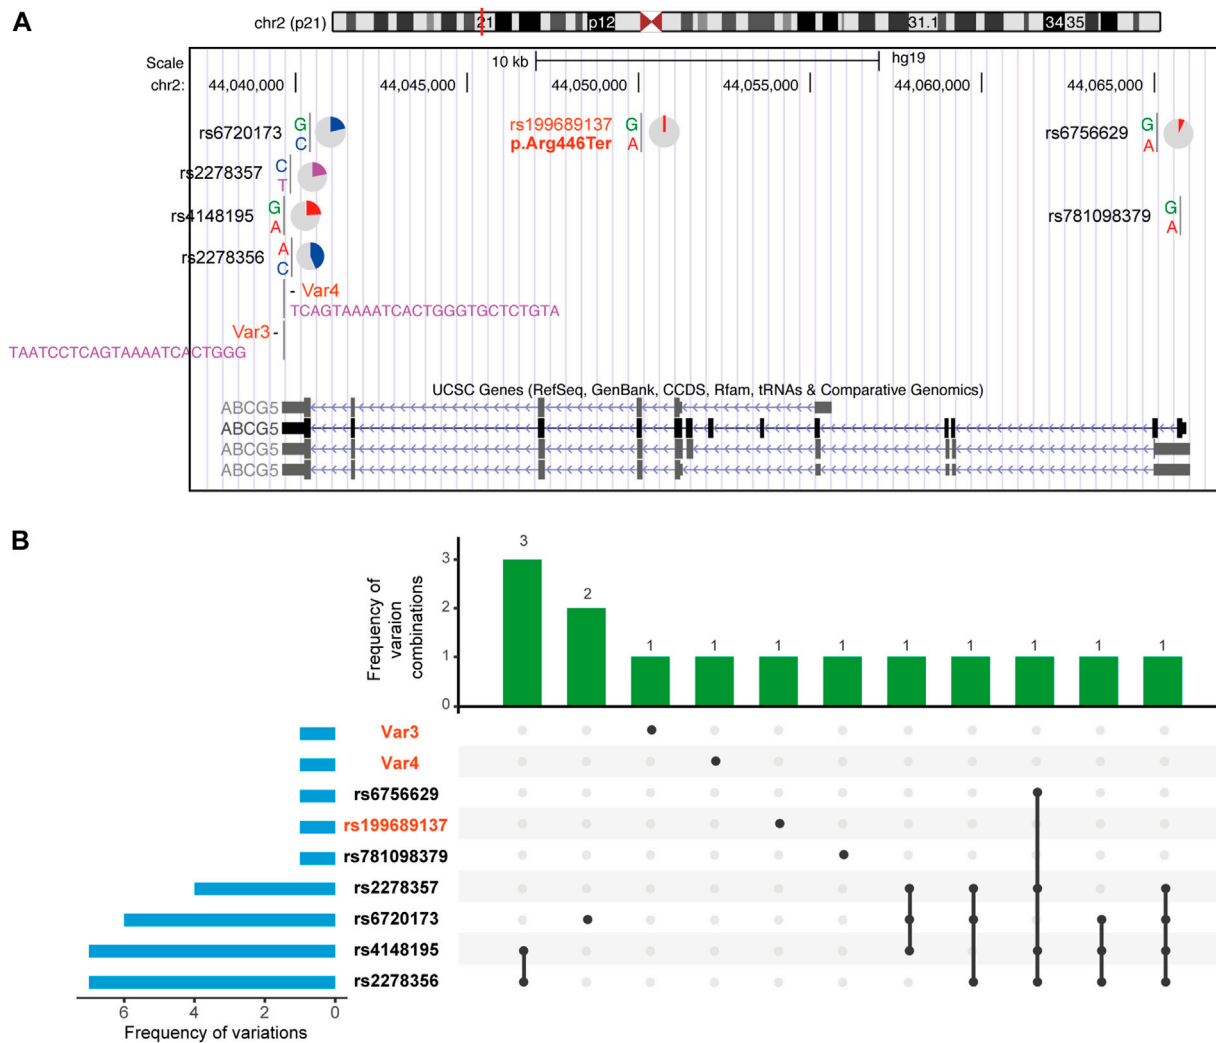 A
chr2 (p21)
21
p12
31.1
34
35
Scale
10 kb
hg19
chr2:
44,040,000
44,045,000
44,050,000
44,055,000
44,060,000
44,065,000
rs6720173
G
C
rs199689137
p.Arg446Ter
G
A
rs6756629
G
A
rs2278357
C
T
rs4148195
G
A
rs781098379
G
A
rs2278356
A
C
- Var4
TCAGTAAAATCACTGGGTGCTCTGTA
Var3 -
TAATCCTCAGTAAAATCACTGGG
UCSC Genes (RefSeq, GenBank, CCDS, Rfam, tRNAs & Comparative Genomics)
ABCG5
ABCG5
ABCG5
ABCG5
B
Frequency of
varaion
combinations
3
2
1
0
3
2
1
1
1
1
1
1
1
1
1
Var3
Var4
rs6756629
rs199689137
rs781098379
rs2278357
rs6720173
rs4148195
rs2278356
6
4
2
0
Frequency of variations